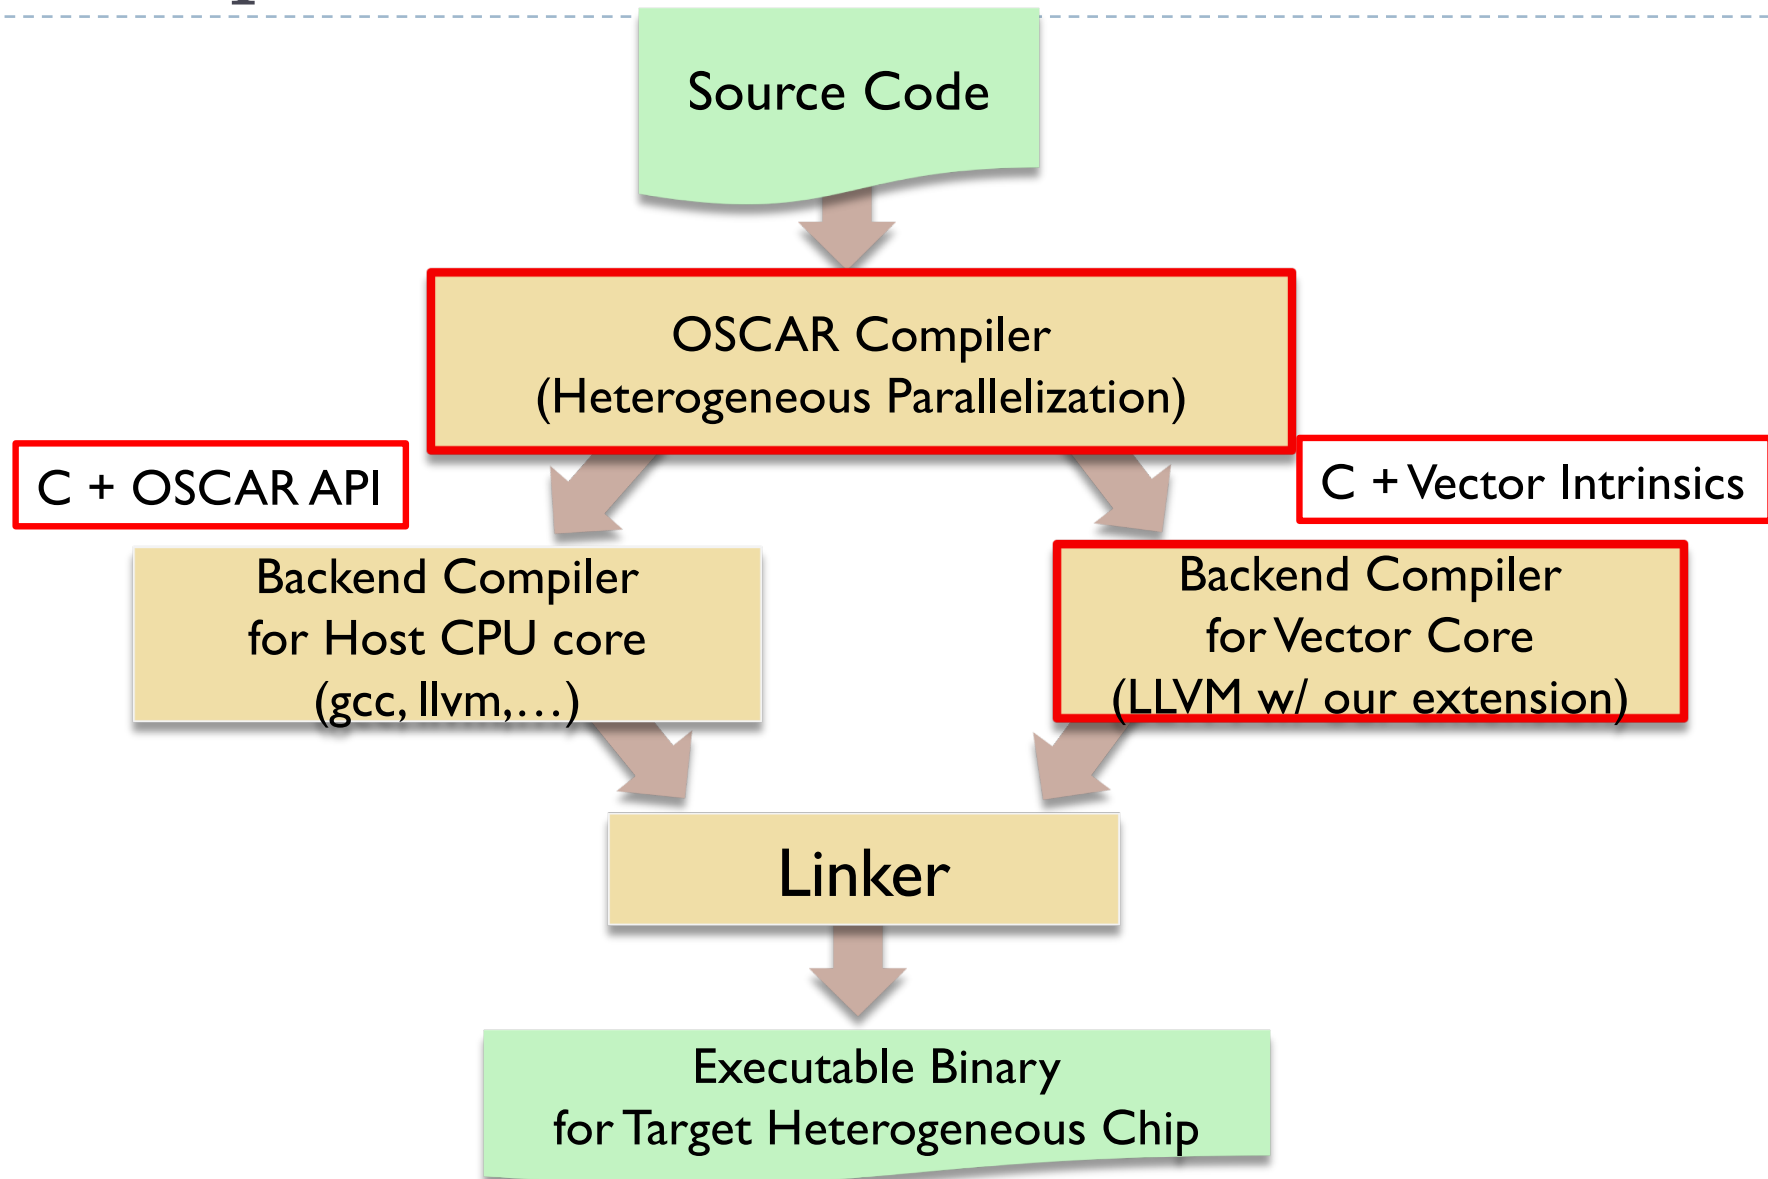 Source Code
OSCAR Compiler
(Heterogeneous Parallelization)
C + OSCAR API
C + Vector Intrinsics
Backend Compiler
for Host CPU core
(gcc, llvm,…)
Backend Compiler
for Vector Core
(LLVM w/ our extension)
Linker
Executable Binary
for Target Heterogeneous Chip